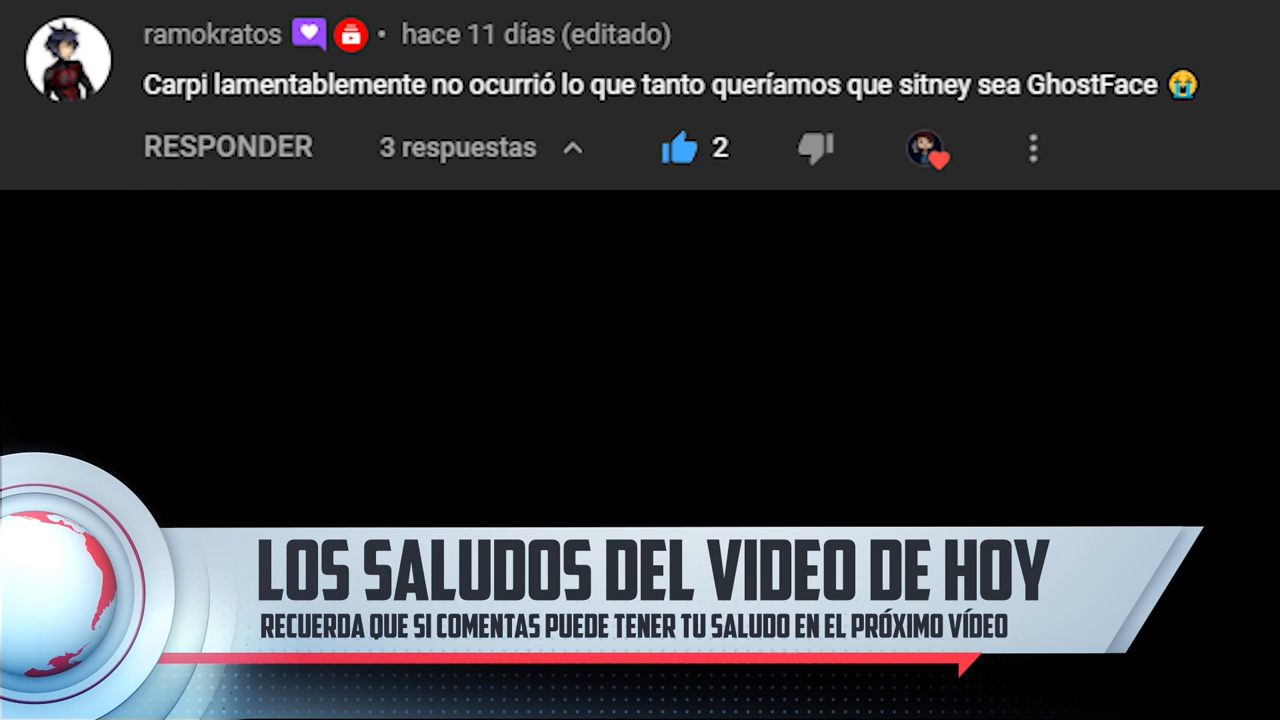 ramokratos • hace 11 días (editado)
Carpi lamentablemente no ocurrió lo que tanto queríamos que sitney sea GhostFace 😭
RESPONDER 3 respuestas 2
LOS SALUDOS DEL VIDEO DE HOY
RECUERDA QUE SI COMENTAS PUEDE TENER TU SALUDO EN EL PRÓXIMO VÍDEO